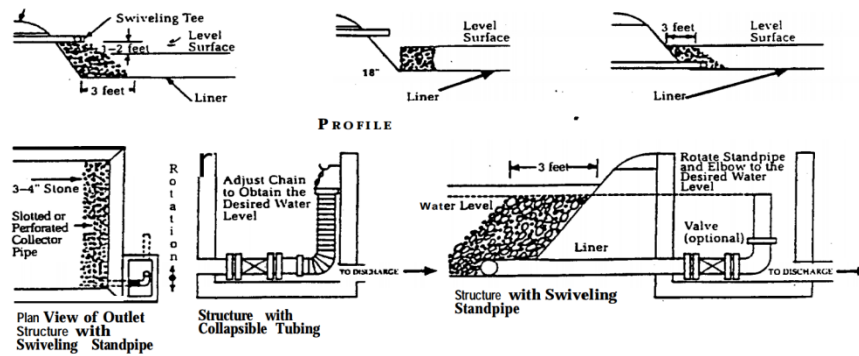 Swiveling Tee
1-2 feet
Level
Surface
3 feet
Liner
Level
Surface
18"
Liner
3 feet
Level
Surface
Liner
PROFILE
3-4" Stone
Slotted or
Perforated
Collector
Pipe
Rotation
Plan View of Outlet
Structure with
Swiveling Standpipe
Adjust Chain
to Obtain the
Desired Water
Level
TO DISCHARGE
Structure with
Collapsible Tubing
3 feet
Water Level
Liner
Rotate Standpipe
and Elbow to the
Desired Water
Level
Valve
(optional)
TO DISCHARGE
Structure with Swiveling
Standpipe